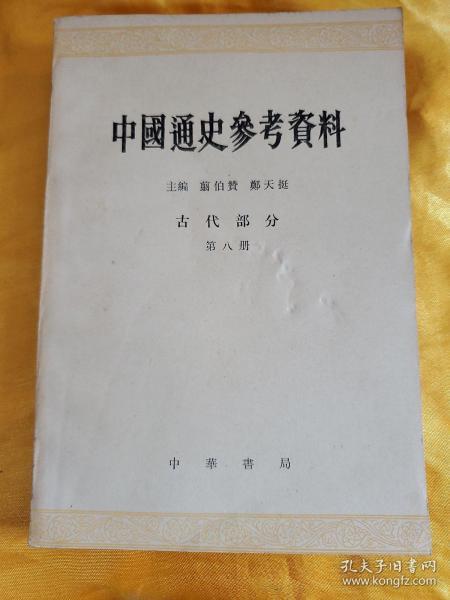 中國通史參考資料
主編 翦伯贊 鄭天挺
古代部分
第八册
中華書局
孔夫子旧书网
www.kongfz.com